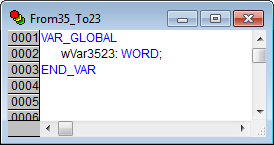 From35_To23
0001 VAR_GLOBAL
0002 wVar3523: WORD;
0003 END_VAR
0004
0005
0006